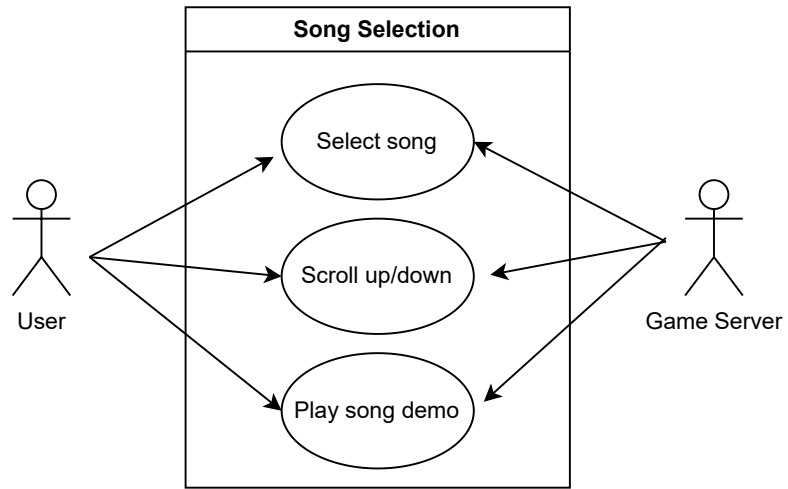 Song Selection
Select song
Scroll up/down
Play song demo
User
Game Server